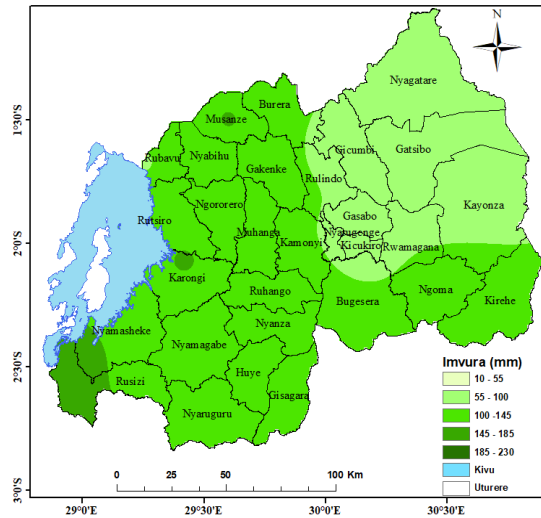 N
Nyagatare
Burera
Musanze
1°30'S
Gicumbi
Gatsibo
Rubavu
Nyabihu
Gakenke
Rulindo
Kayonza
Ngororero
Gasabo
Rutsiro
Nyarugenge
Muhanga
Kamonyi
Kicukiro
Rwamagana
2°0'S
Karongi
Ruhango
Bugesera
Ngoma
Kirehe
Nyamasheke
Nyanza
Nyamagabe
2°30'S
Rusizi
Huye
Gisagara
Nyaruguru
Imvura (mm)
10 - 55
55 - 100
100 -145
145 - 185
185 - 230
Kivu
Uturere
0 25 50 100 Km
3°0'S
29°0'E 29°30'E 30°0'E 30°30'E